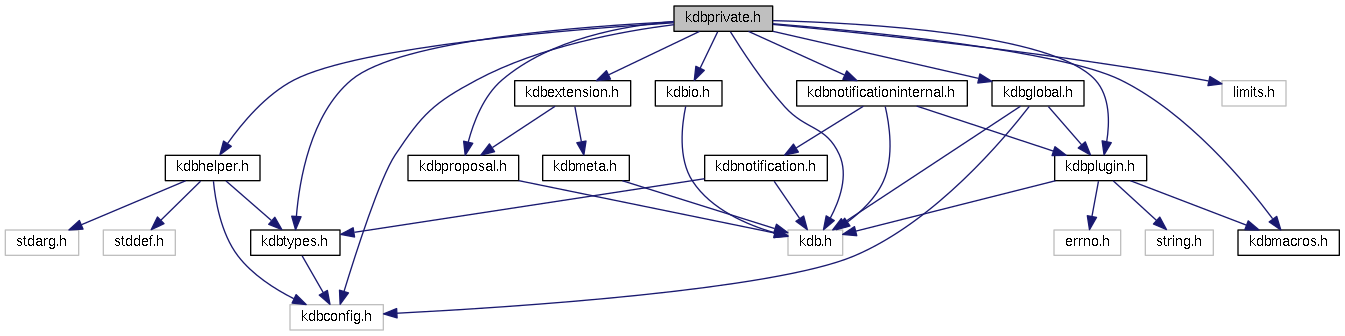 kdbprivate.h
kdbextension.h
kdbio.h
kdbnotificationinternal.h
kdbglobal.h
limits.h
kdbhelper.h
kdbproposal.h
kdbmeta.h
kdbnotification.h
kdbplugin.h
stdarg.h
stddef.h
kdbtypes.h
kdb.h
errno.h
string.h
kdbmacros.h
kdbconfig.h